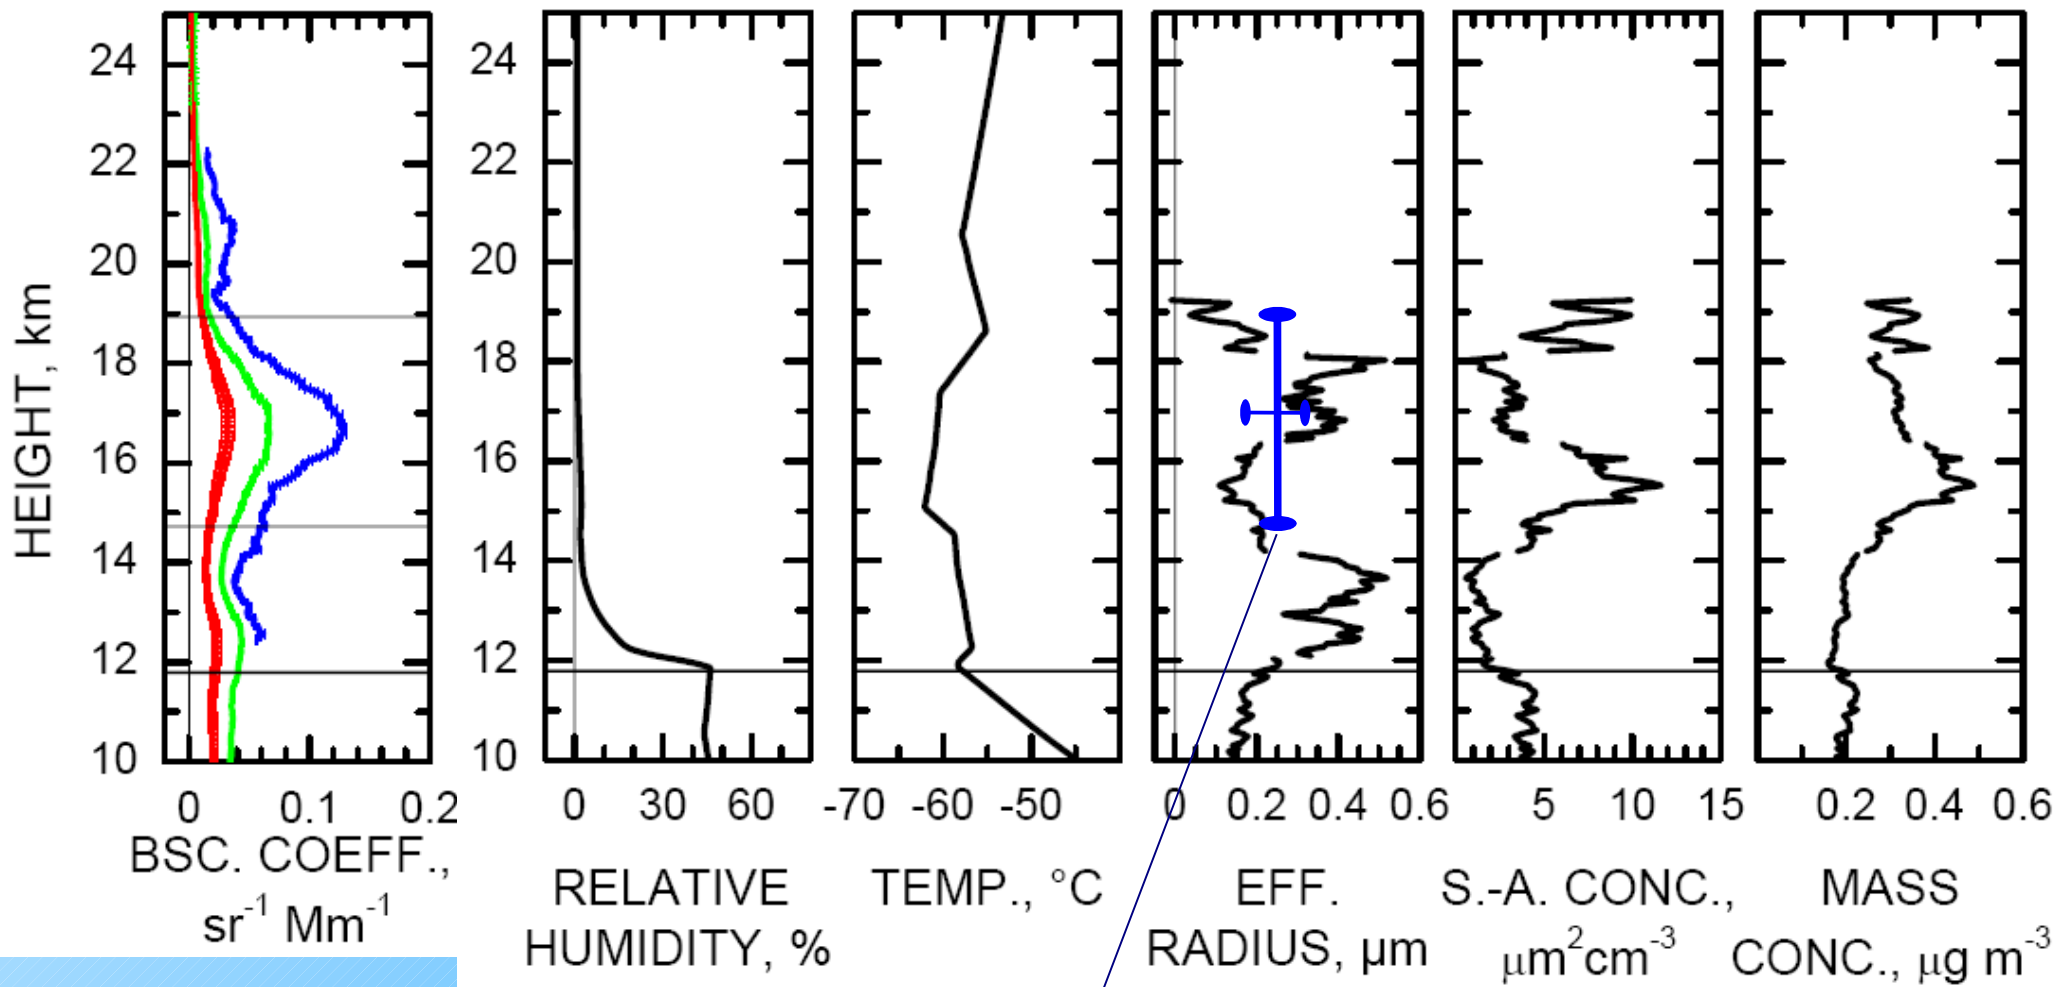 HEIGHT, km
24
22
20
18
16
14
12
10
0 0.1 0.2
BSC. COEFF.,
sr⁻¹ Mm⁻¹
24
22
20
18
16
14
12
10
0 30 60
RELATIVE
HUMIDITY, %
-70 -60 -50
TEMP., °C
0 0.2 0.4 0.6
EFF.
RADIUS, µm
5 10 15
S.-A. CONC.,
µm²cm⁻³
0.2 0.4 0.6
MASS
CONC., µg m⁻³